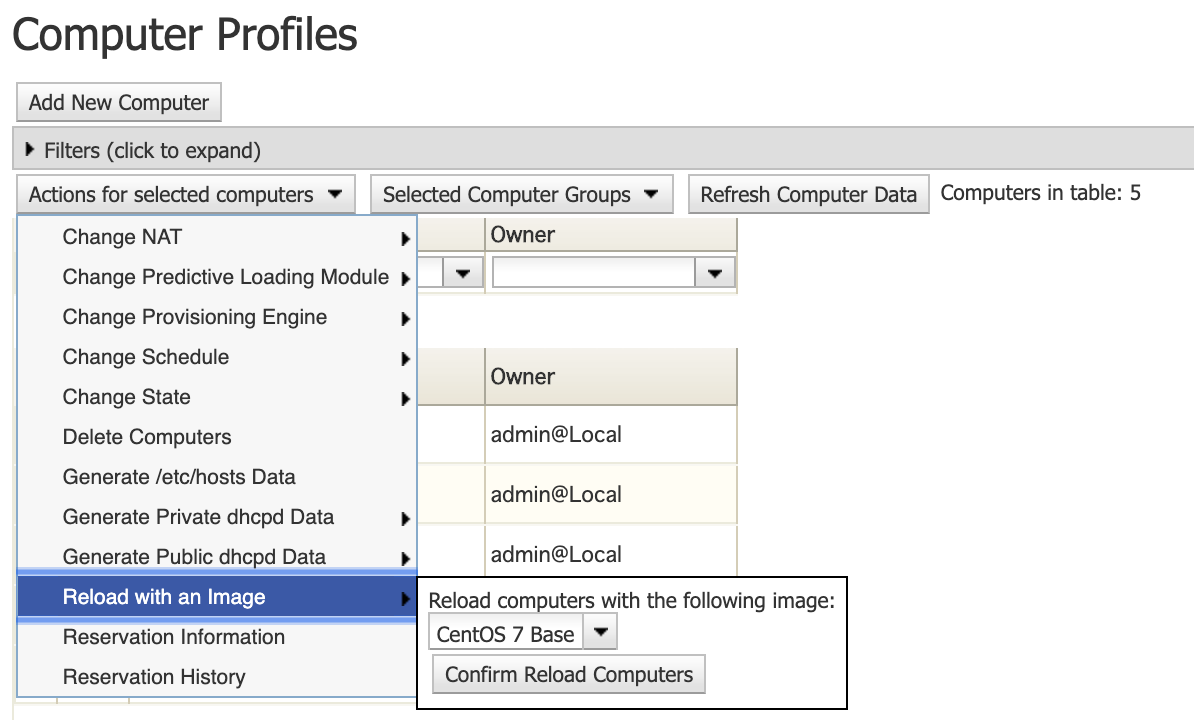 Computer Profiles
Add New Computer
Filters (click to expand)
Actions for selected computers
Selected Computer Groups
Refresh Computer Data
Computers in table: 5
Change NAT
Change Predictive Loading Module
Change Provisioning Engine
Change Schedule
Change State
Delete Computers
Generate /etc/hosts Data
Generate Private dhcpd Data
Generate Public dhcpd Data
Reload with an Image
Reservation Information
Reservation History
Owner
Owner
admin@Local
admin@Local
admin@Local
Reload computers with the following image:
CentOS 7 Base
Confirm Reload Computers